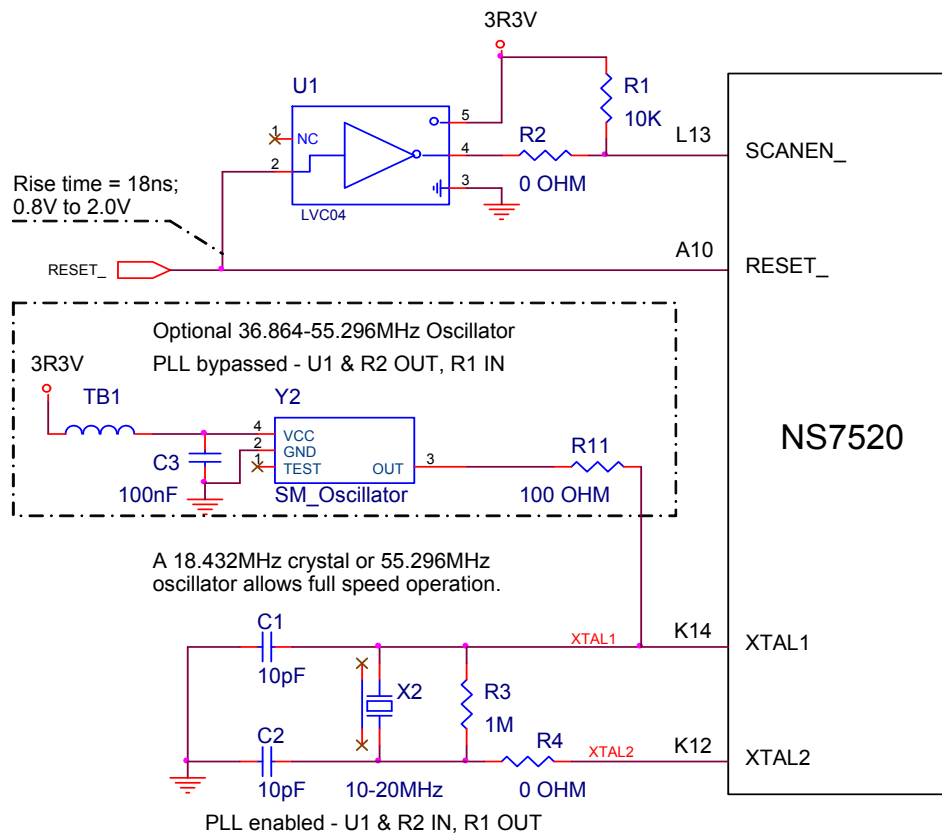 3R3V
U1
R1
10K
1
NC
2
5
4
3
LVC04
R2
0 OHM
L13
SCANEN_
Rise time = 18ns;
0.8V to 2.0V
RESET_
A10
RESET_
Optional 36.864-55.296MHz Oscillator
PLL bypassed - U1 & R2 OUT, R1 IN
3R3V
TB1
Y2
4
VCC
2
GND
1
TEST
OUT
3
C3
100nF
SM_Oscillator
R11
100 OHM
NS7520
A 18.432MHz crystal or 55.296MHz
oscillator allows full speed operation.
C1
10pF
XTAL1
K14
XTAL1
X2
R3
1M
C2
10pF
10-20MHz
R4
0 OHM
XTAL2
K12
XTAL2
PLL enabled - U1 & R2 IN, R1 OUT